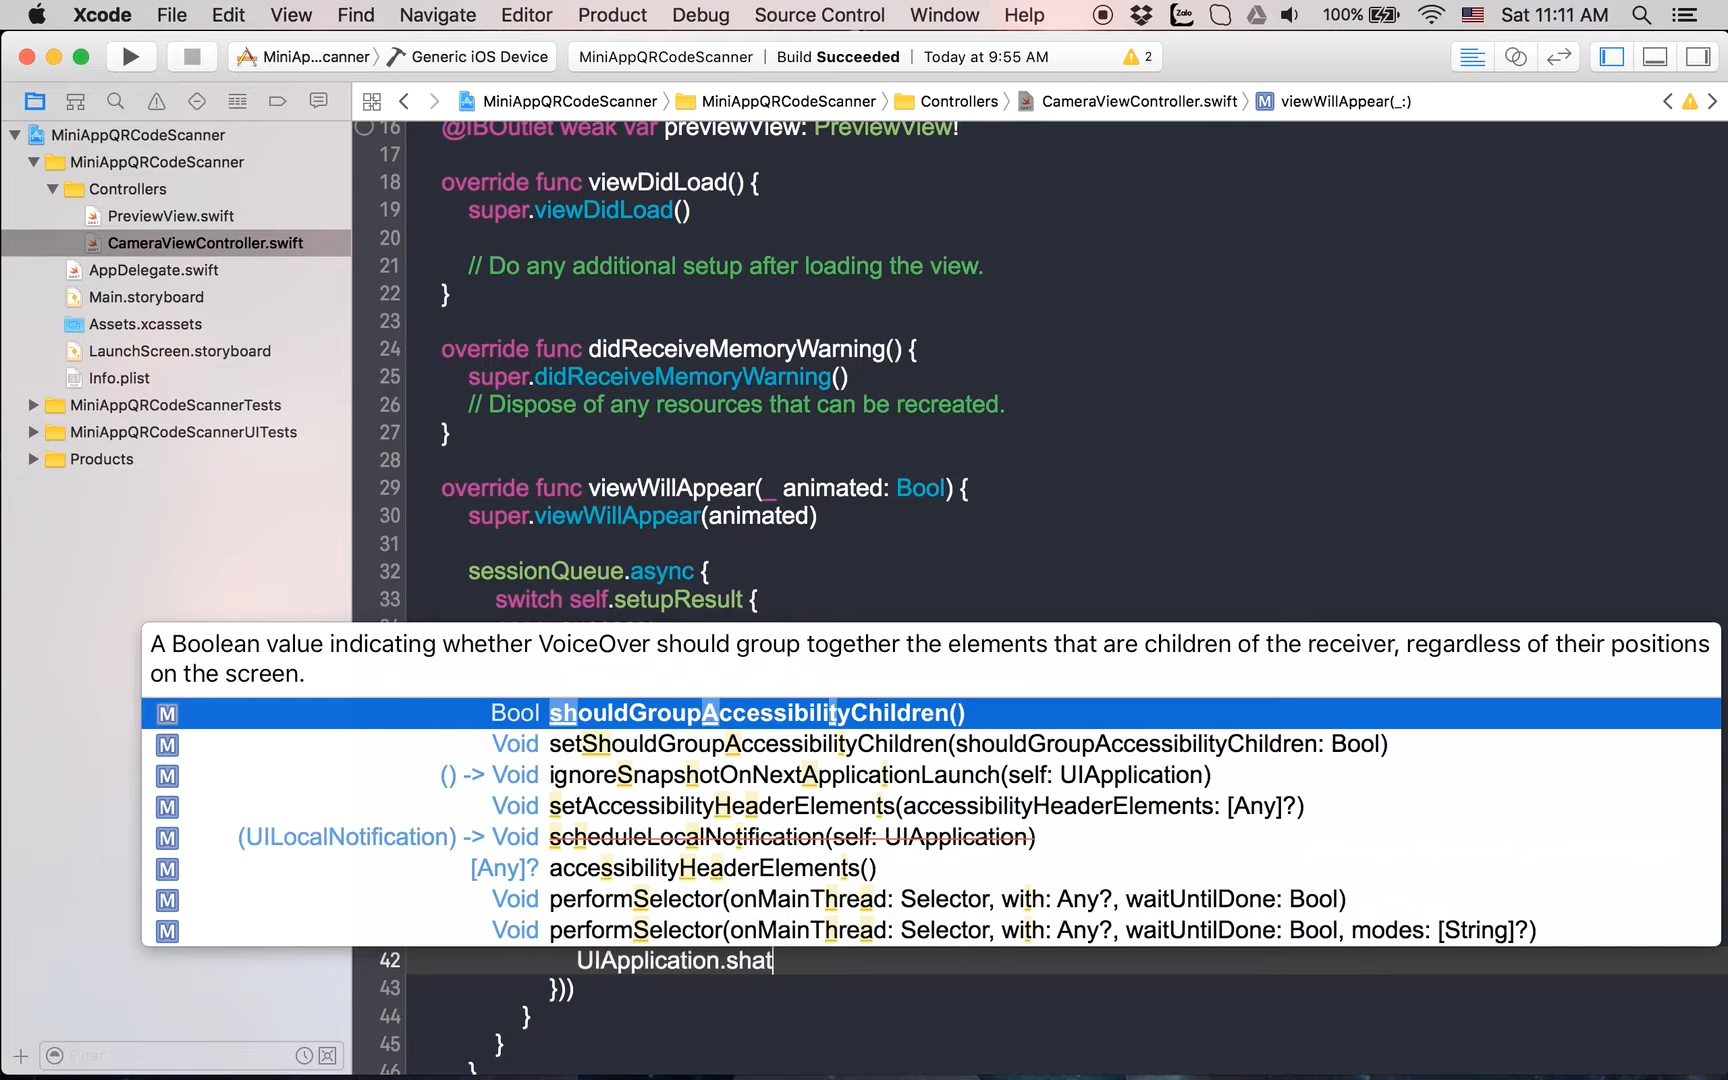 Xcode File Edit View Find Navigate Editor Product Debug Source Control Window Help Zalo 100% Sat 11:11 AM
MiniAp...canner Generic iOS Device MiniAppQRCodeScanner | Build Succeeded | Today at 9:55 AM 2
MiniAppQRCodeScanner MiniAppQRCodeScanner Controllers CameraViewController.swift M viewWillAppear(_:)
MiniAppQRCodeScanner
MiniAppQRCodeScanner
Controllers
PreviewView.swift
CameraViewController.swift
AppDelegate.swift
Main.storyboard
Assets.xcassets
LaunchScreen.storyboard
Info.plist
MiniAppQRCodeScannerTests
MiniAppQRCodeScannerUITests
Products
Filter
16 @IBOutlet weak var previewView: PreviewView!
17
18 override func viewDidLoad() {
19 super.viewDidLoad()
20
21 // Do any additional setup after loading the view.
22 }
23
24 override func didReceiveMemoryWarning() {
25 super.didReceiveMemoryWarning()
26 // Dispose of any resources that can be recreated.
27 }
28
29 override func viewWillAppear(_ animated: Bool) {
30 super.viewWillAppear(animated)
31
32 sessionQueue.async {
33 switch self.setupResult {
A Boolean value indicating whether VoiceOver should group together the elements that are children of the receiver, regardless of their positions
on the screen.
M Bool shouldGroupAccessibilityChildren()
M Void setShouldGroupAccessibilityChildren(shouldGroupAccessibilityChildren: Bool)
M () -> Void ignoreSnapshotOnNextApplicationLaunch(self: UIApplication)
M Void setAccessibilityHeaderElements(accessibilityHeaderElements: [Any]?)
M (UILocalNotification) -> Void scheduleLocalNotification(self: UIApplication)
M [Any]? accessibilityHeaderElements()
M Void performSelector(onMainThread: Selector, with: Any?, waitUntilDone: Bool)
M Void performSelector(onMainThread: Selector, with: Any?, waitUntilDone: Bool, modes: [String]?)
42 UIApplication.shat
43 }))
44 }
45 }
46 }